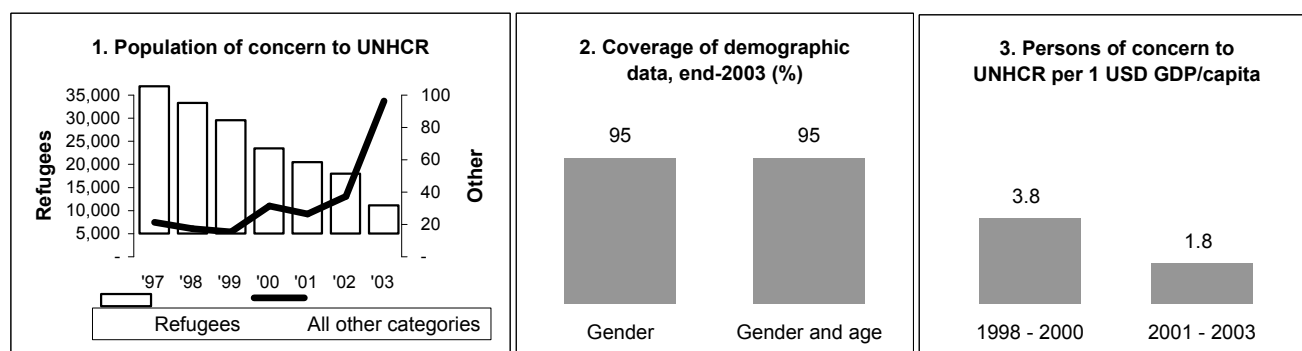 1. Population of concern to UNHCR
Refugees
35,000
30,000
25,000
20,000
15,000
10,000
5,000
-
100
80
60
40
20
-
Other
'97 '98 '99 '00 '01 '02 '03
Refugees All other categories
2. Coverage of demographic
data, end-2003 (%)
95 95
Gender Gender and age
3. Persons of concern to
UNHCR per 1 USD GDP/capita
3.8
1.8
1998 - 2000 2001 - 2003